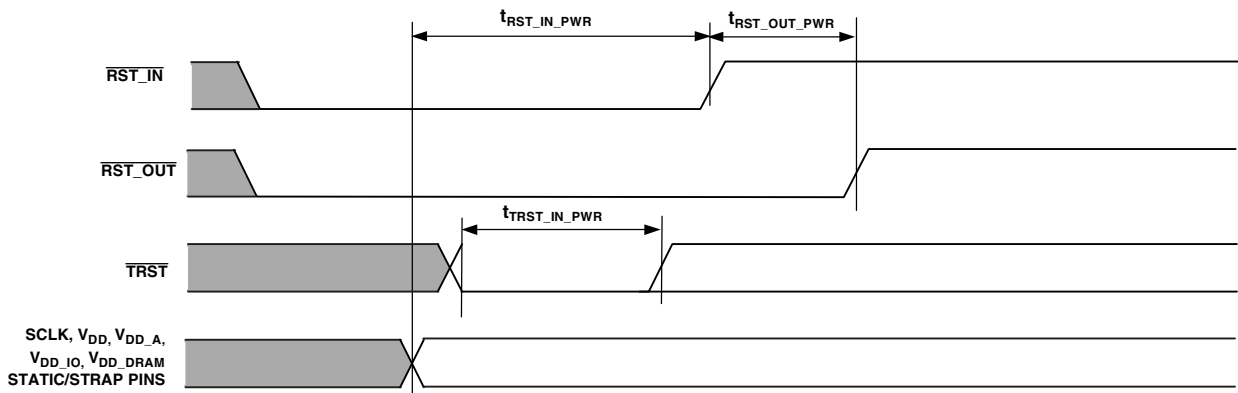 tRST_IN_PWR
tRST_OUT_PWR
RST_IN
RST_OUT
tTRST_IN_PWR
TRST
SCLK, VDD, VDD_A,
VDD_IO, VDD_DRAM
STATIC/STRAP PINS